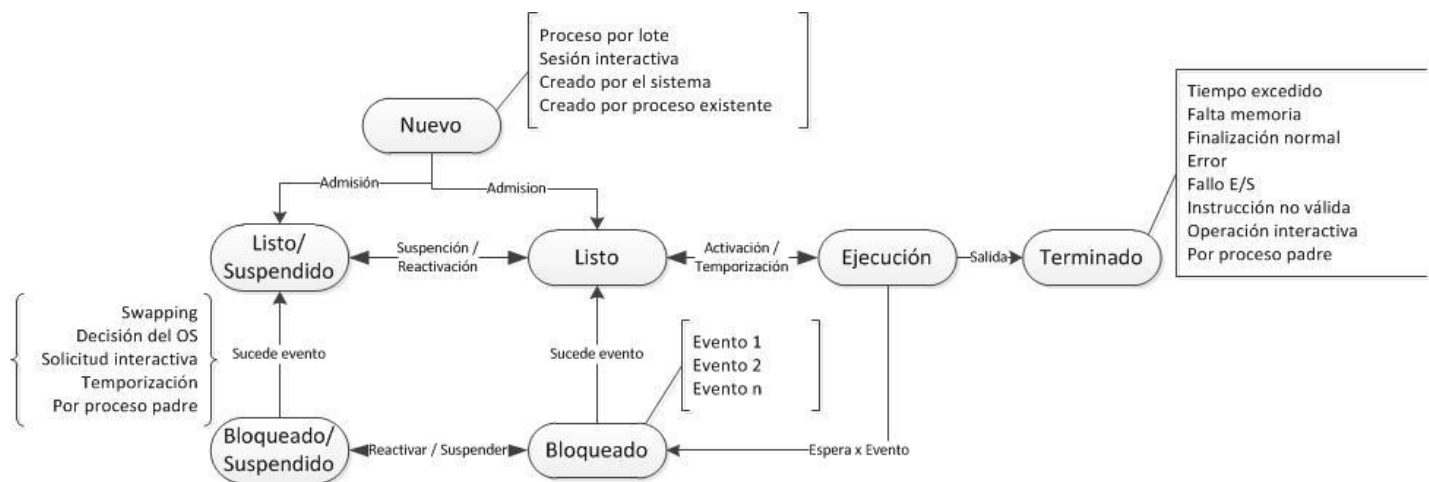 Proceso por lote
Sesión interactiva
Creado por el sistema
Creado por proceso existente
Nuevo
Tiempo excedido
Falta memoria
Finalización normal
Error
Fallo E/S
Instrucción no válida
Operación interactiva
Por proceso padre
Admisión
Admision
Listo/
Suspendido
Suspención /
Reactivación
Listo
Activación /
Temporización
Ejecución
Salida
Terminado
Swapping
Decisión del OS
Solicitud interactiva
Temporización
Por proceso padre
Sucede evento
Sucede evento
Evento 1
Evento 2
Evento n
Bloqueado/
Suspendido
Reactivar / Suspender
Bloqueado
Espera x Evento